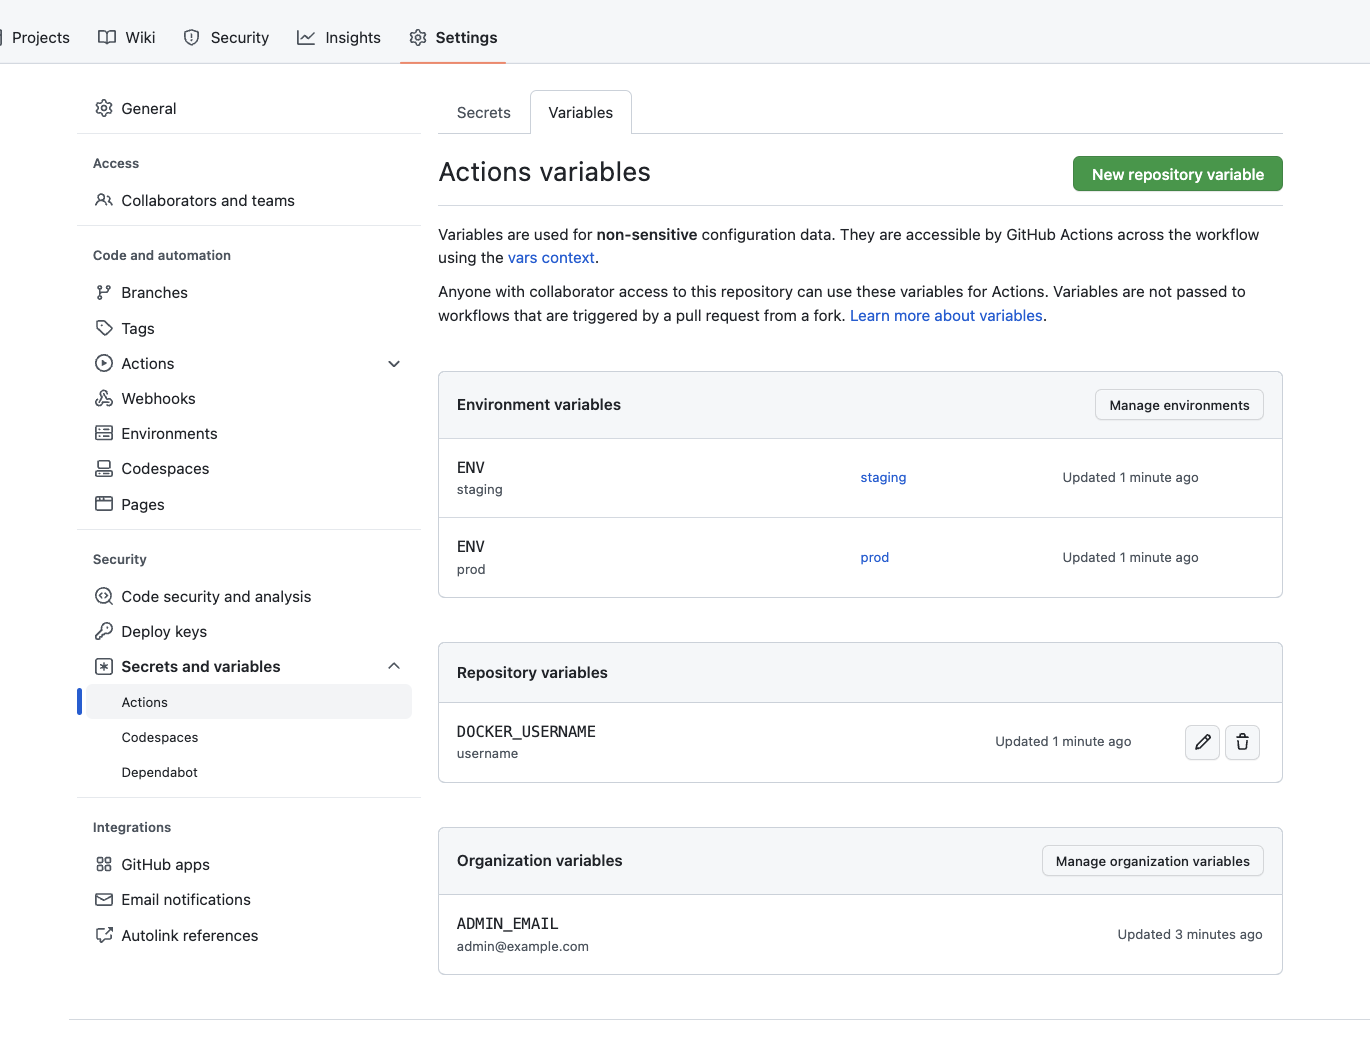 Projects
Wiki
Security
Insights
Settings
General
Access
Collaborators and teams
Code and automation
Branches
Tags
Actions
Webhooks
Environments
Codespaces
Pages
Security
Code security and analysis
Deploy keys
Secrets and variables
Actions
Codespaces
Dependabot
Integrations
GitHub apps
Email notifications
Autolink references
Secrets
Variables
Actions variables
New repository variable
Variables are used for non-sensitive configuration data. They are accessible by GitHub Actions across the workflow
using the vars context.
Anyone with collaborator access to this repository can use these variables for Actions. Variables are not passed to
workflows that are triggered by a pull request from a fork. Learn more about variables.
Environment variables
Manage environments
ENV
staging
staging
Updated 1 minute ago
ENV
prod
prod
Updated 1 minute ago
Repository variables
DOCKER_USERNAME
username
Updated 1 minute ago
Organization variables
Manage organization variables
ADMIN_EMAIL
admin@example.com
Updated 3 minutes ago